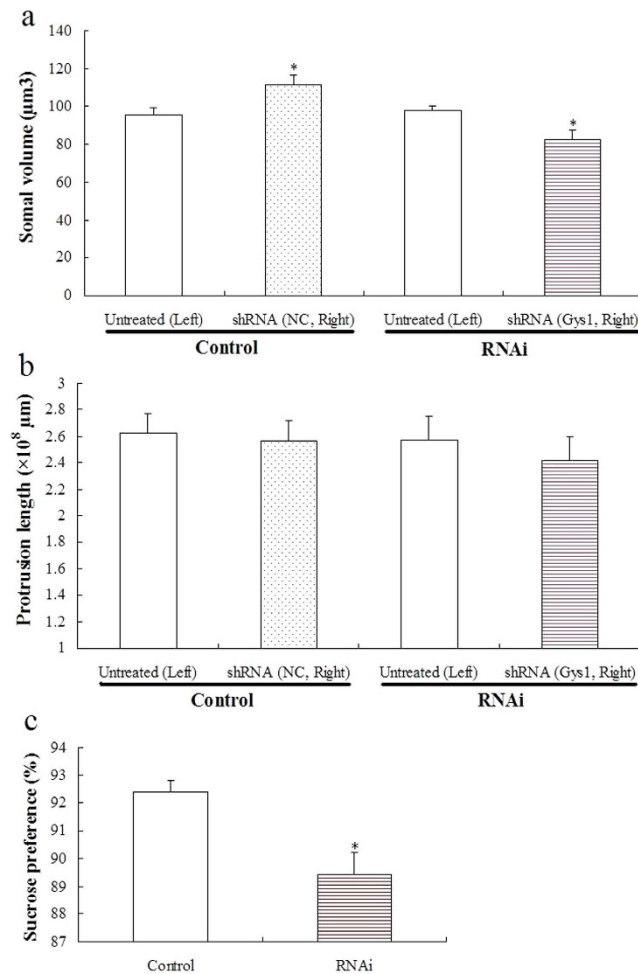 a
Somal volume (µm3)
140
120
100
80
60
40
20
0
*
*
Untreated (Left) shRNA (NC, Right) Untreated (Left) shRNA (Gys1, Right)
Control RNAi
b
Protrusion length (×10⁸ µm)
3
2.8
2.6
2.4
2.2
2
1.8
1.6
1.4
1.2
1
Untreated (Left) shRNA (NC, Right) Untreated (Left) shRNA (Gys1, Right)
Control RNAi
c
Sucrose preference (%)
94
93
92
91
90
89
88
87
*
Control RNAi